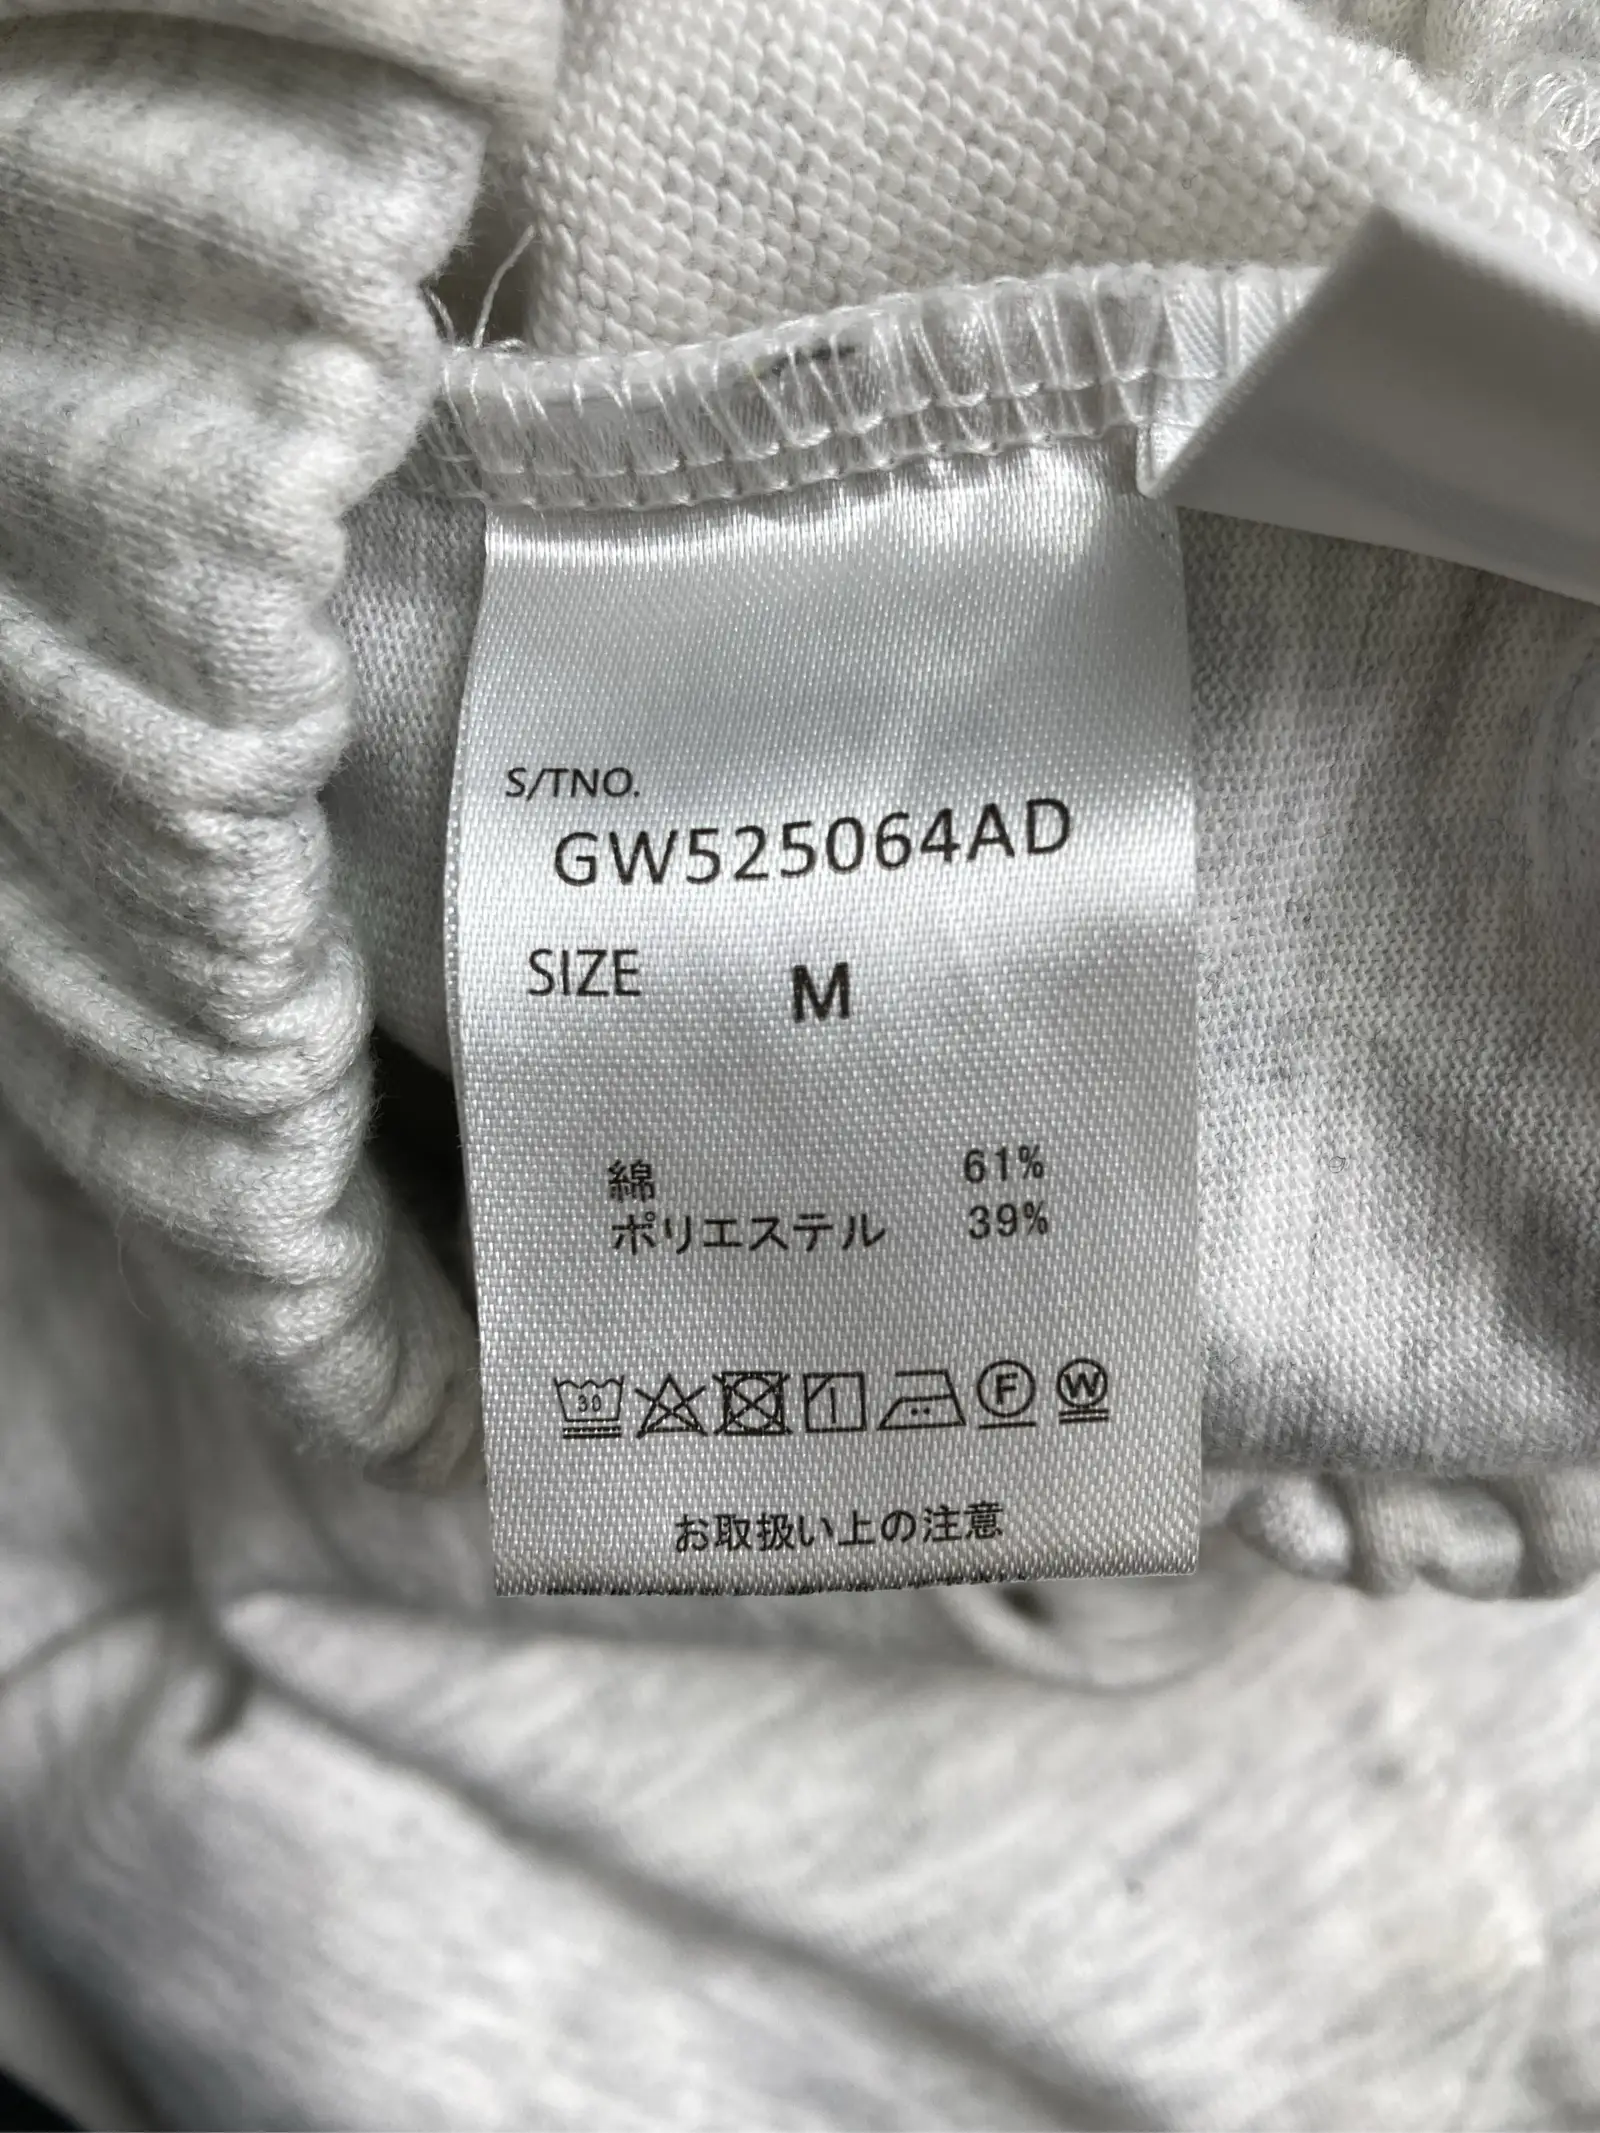 S/TNO.
GW525064AD
SIZE M
綿 61%
ポリエステル 39%
30
F W
お取扱い上の注意